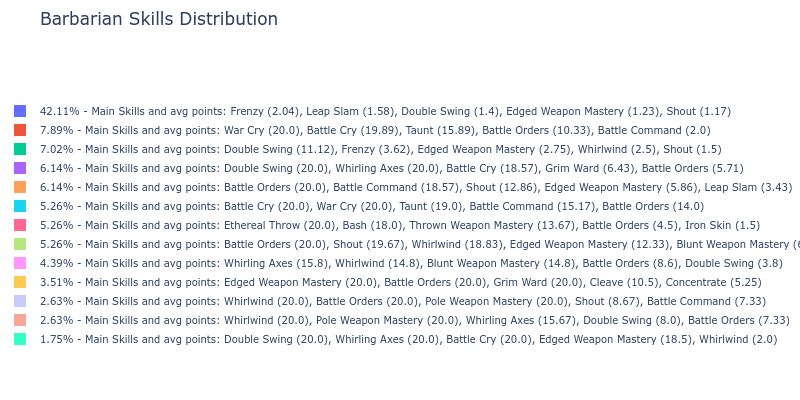 Barbarian Skills Distribution
42.11% - Main Skills and avg points: Frenzy (2.04), Leap Slam (1.58), Double Swing (1.4), Edged Weapon Mastery (1.23), Shout (1.17)
7.89% - Main Skills and avg points: War Cry (20.0), Battle Cry (19.89), Taunt (15.89), Battle Orders (10.33), Battle Command (2.0)
7.02% - Main Skills and avg points: Double Swing (11.12), Frenzy (3.62), Edged Weapon Mastery (2.75), Whirlwind (2.5), Shout (1.5)
6.14% - Main Skills and avg points: Double Swing (20.0), Whirling Axes (20.0), Battle Cry (18.57), Grim Ward (6.43), Battle Orders (5.71)
6.14% - Main Skills and avg points: Battle Orders (20.0), Battle Command (18.57), Shout (12.86), Edged Weapon Mastery (5.86), Leap Slam (3.43)
5.26% - Main Skills and avg points: Battle Cry (20.0), War Cry (20.0), Taunt (19.0), Battle Command (15.17), Battle Orders (14.0)
5.26% - Main Skills and avg points: Ethereal Throw (20.0), Bash (18.0), Thrown Weapon Mastery (13.67), Battle Orders (4.5), Iron Skin (1.5)
5.26% - Main Skills and avg points: Battle Orders (20.0), Shout (19.67), Whirlwind (18.83), Edged Weapon Mastery (12.33), Blunt Weapon Mastery
4.39% - Main Skills and avg points: Whirling Axes (15.8), Whirlwind (14.8), Blunt Weapon Mastery (14.8), Battle Orders (8.6), Double Swing (3.8)
3.51% - Main Skills and avg points: Edged Weapon Mastery (20.0), Battle Orders (20.0), Grim Ward (20.0), Cleave (10.5), Concentrate (5.25)
2.63% - Main Skills and avg points: Whirlwind (20.0), Battle Orders (20.0), Pole Weapon Mastery (20.0), Shout (8.67), Battle Command (7.33)
2.63% - Main Skills and avg points: Whirlwind (20.0), Pole Weapon Mastery (20.0), Whirling Axes (15.67), Double Swing (8.0), Battle Orders (7.33)
1.75% - Main Skills and avg points: Double Swing (20.0), Whirling Axes (20.0), Battle Cry (20.0), Edged Weapon Mastery (18.5), Whirlwind (2.0)